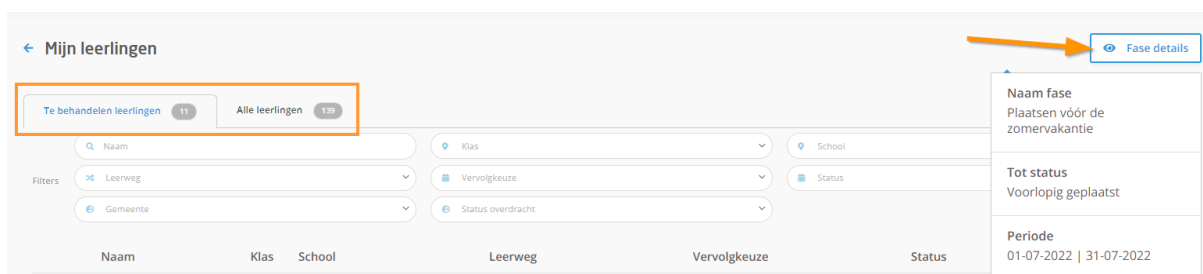 Mijn leerlingen
Fase details
Te behandelen leerlingen 11
Alle leerlingen 139
Naam fase
Plaatsen vóór de
zomervakantie
Naam
Klas
School
Filters
Leerweg
Vervolgkeuze
Status
Tot status
Voorlopig geplaatst
Gemeente
Status overdracht
Periode
01-07-2022 | 31-07-2022
Naam Klas School Leerweg Vervolgkeuze Status